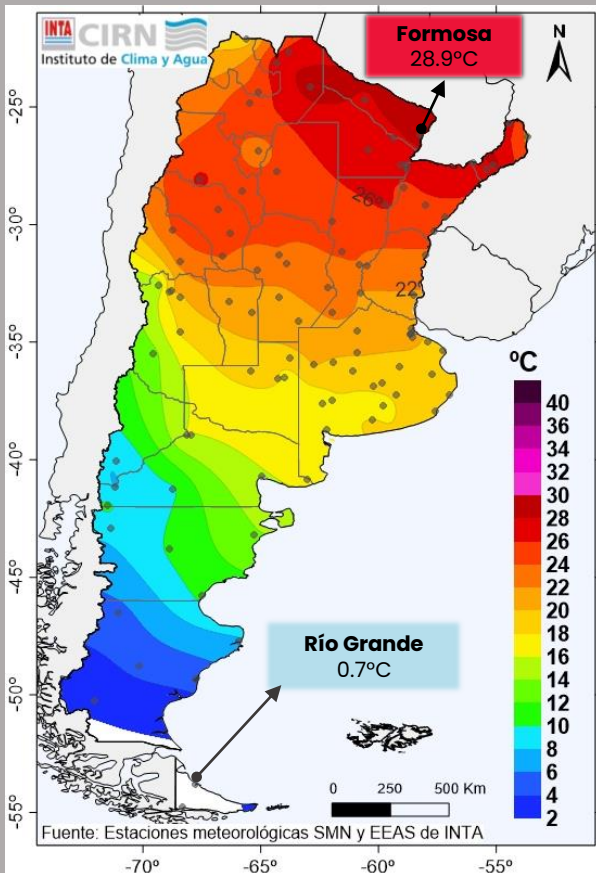 INTA CIRN
Instituto de Clima y Agua
Formosa
28.9°C
N
-25°
-30°
-35°
-40°
-45°
-50°
-55°
26°
22°
ºC
40
36
34
32
30
28
26
24
22
20
18
16
14
12
10
8
6
4
2
Río Grande
0.7°C
0 250 500 Km
Fuente: Estaciones meteorológicas SMN y EEAS de INTA
-70° -65° -60° -55°